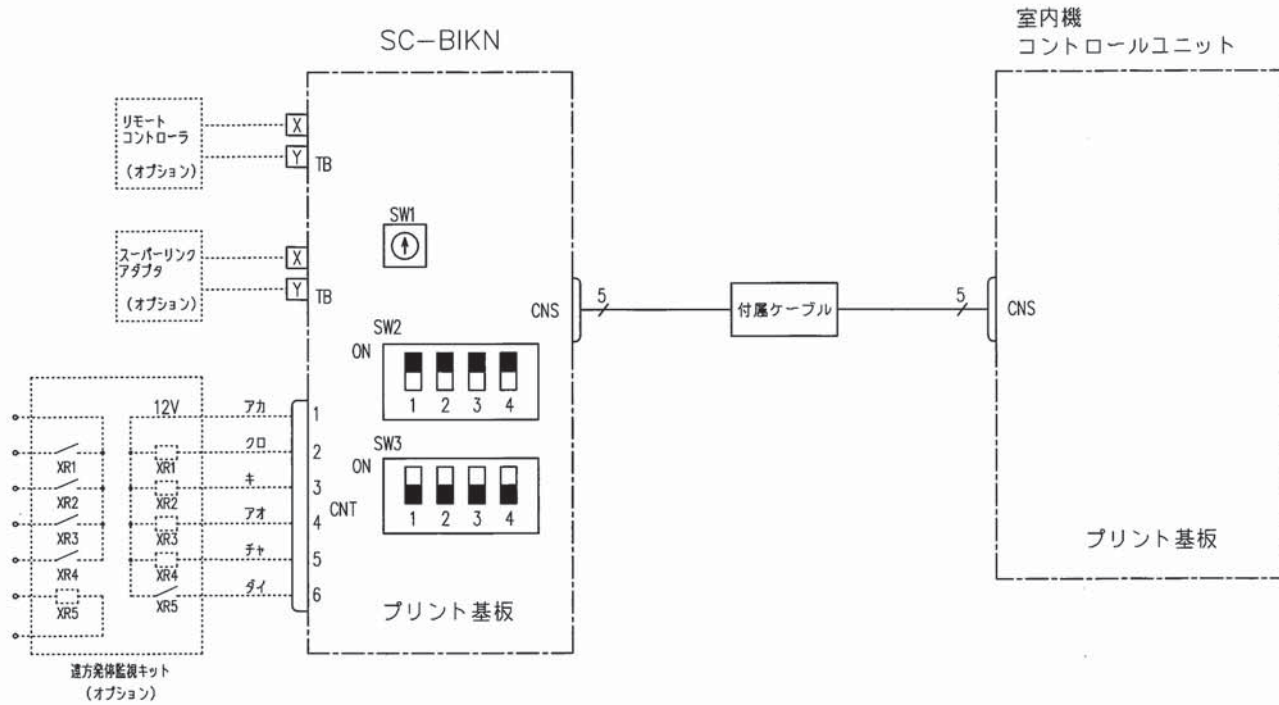 SC-BIKN
室内機
コントロールユニット
リモート
コントローラ
(オプション)
X
Y
TB
スーパーリンク
アダプタ
(オプション)
X
Y
TB
SW1
CNS
5
付属ケーブル
5
CNS
SW2
ON
1 2 3 4
SW3
ON
1 2 3 4
12V
アカ
1
XR1
XR1
クロ
2
XR2
XR2
キ
3
CNT
XR3
XR3
アオ
4
XR4
XR4
チャ
5
XR5
XR5
ダイ
6
プリント基板
プリント基板
遠方発停監視キット
(オプション)